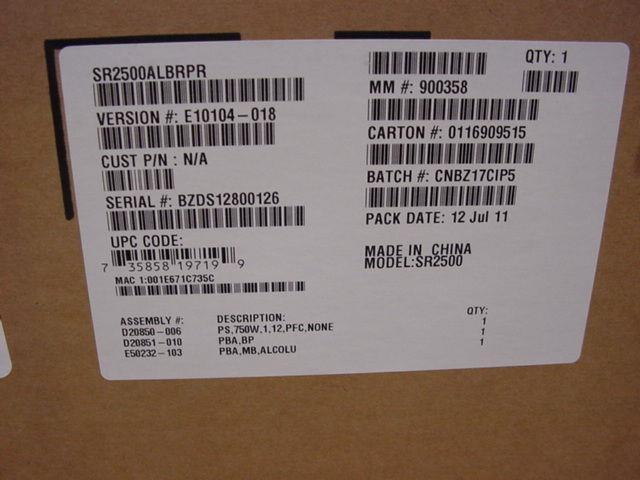 SR2500ALBRPR
VERSION #: E10104-018
CUST P/N : N/A
SERIAL #: BZDS12800126
UPC CODE:
7 35858 19719 9
MAC 1:001E671C735C
QTY: 1
MM #: 900358
CARTON #: 0116909515
BATCH #: CNBZ17CIP5
PACK DATE: 12 Jul 11
MADE IN CHINA
MODEL:SR2500
ASSEMBLY #: DESCRIPTION: QTY:
D20850-006 PS,750W,1,12,PFC,NONE 1
D20851-010 PBA,BP 1
E50232-103 PBA,MB,ALCOLU 1